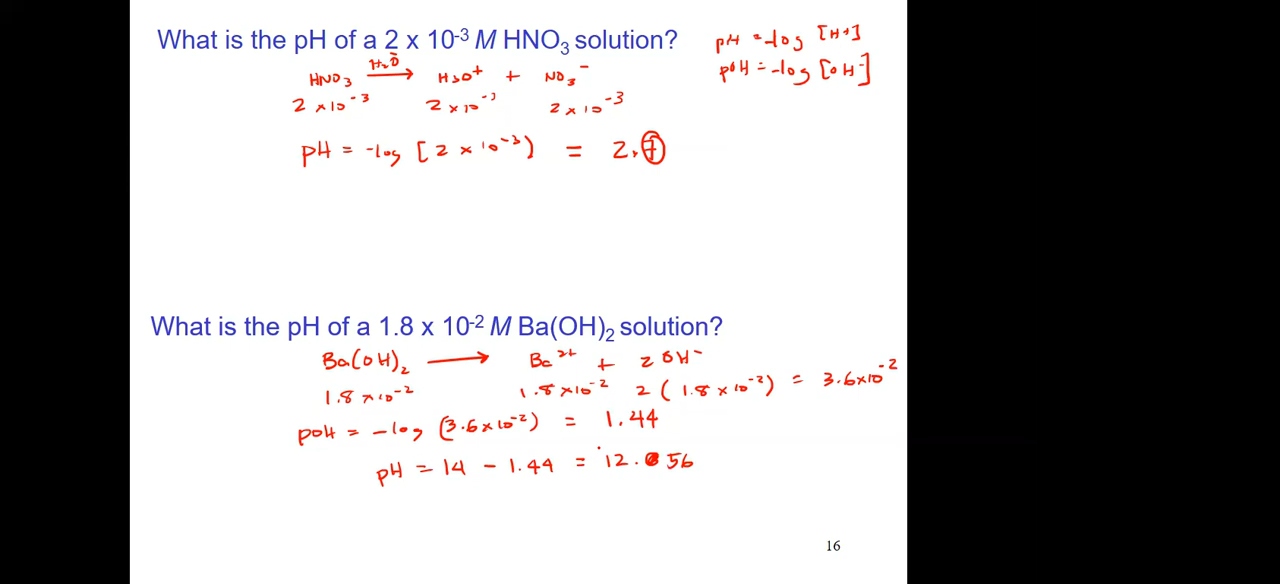 What is the pH of a 2 x 10⁻³ M HNO₃ solution?
pH = -log [H+]
pOH = -log [OH⁻]
HNO₃ H₂O → H₃O⁺ + NO₃⁻
2 × 10⁻³ 2 × 10⁻³ 2 × 10⁻³
pH = -log [2 × 10⁻³) = 2.7
What is the pH of a 1.8 x 10⁻² M Ba(OH)₂ solution?
Ba(OH)₂ → Ba²⁺ + 2 OH⁻
1.8 × 10⁻² 1.8 × 10⁻² 2 (1.8 × 10⁻²) = 3.6 × 10⁻²
pOH = -log (3.6 × 10⁻²) = 1.44
pH = 14 - 1.44 = 12.56
16